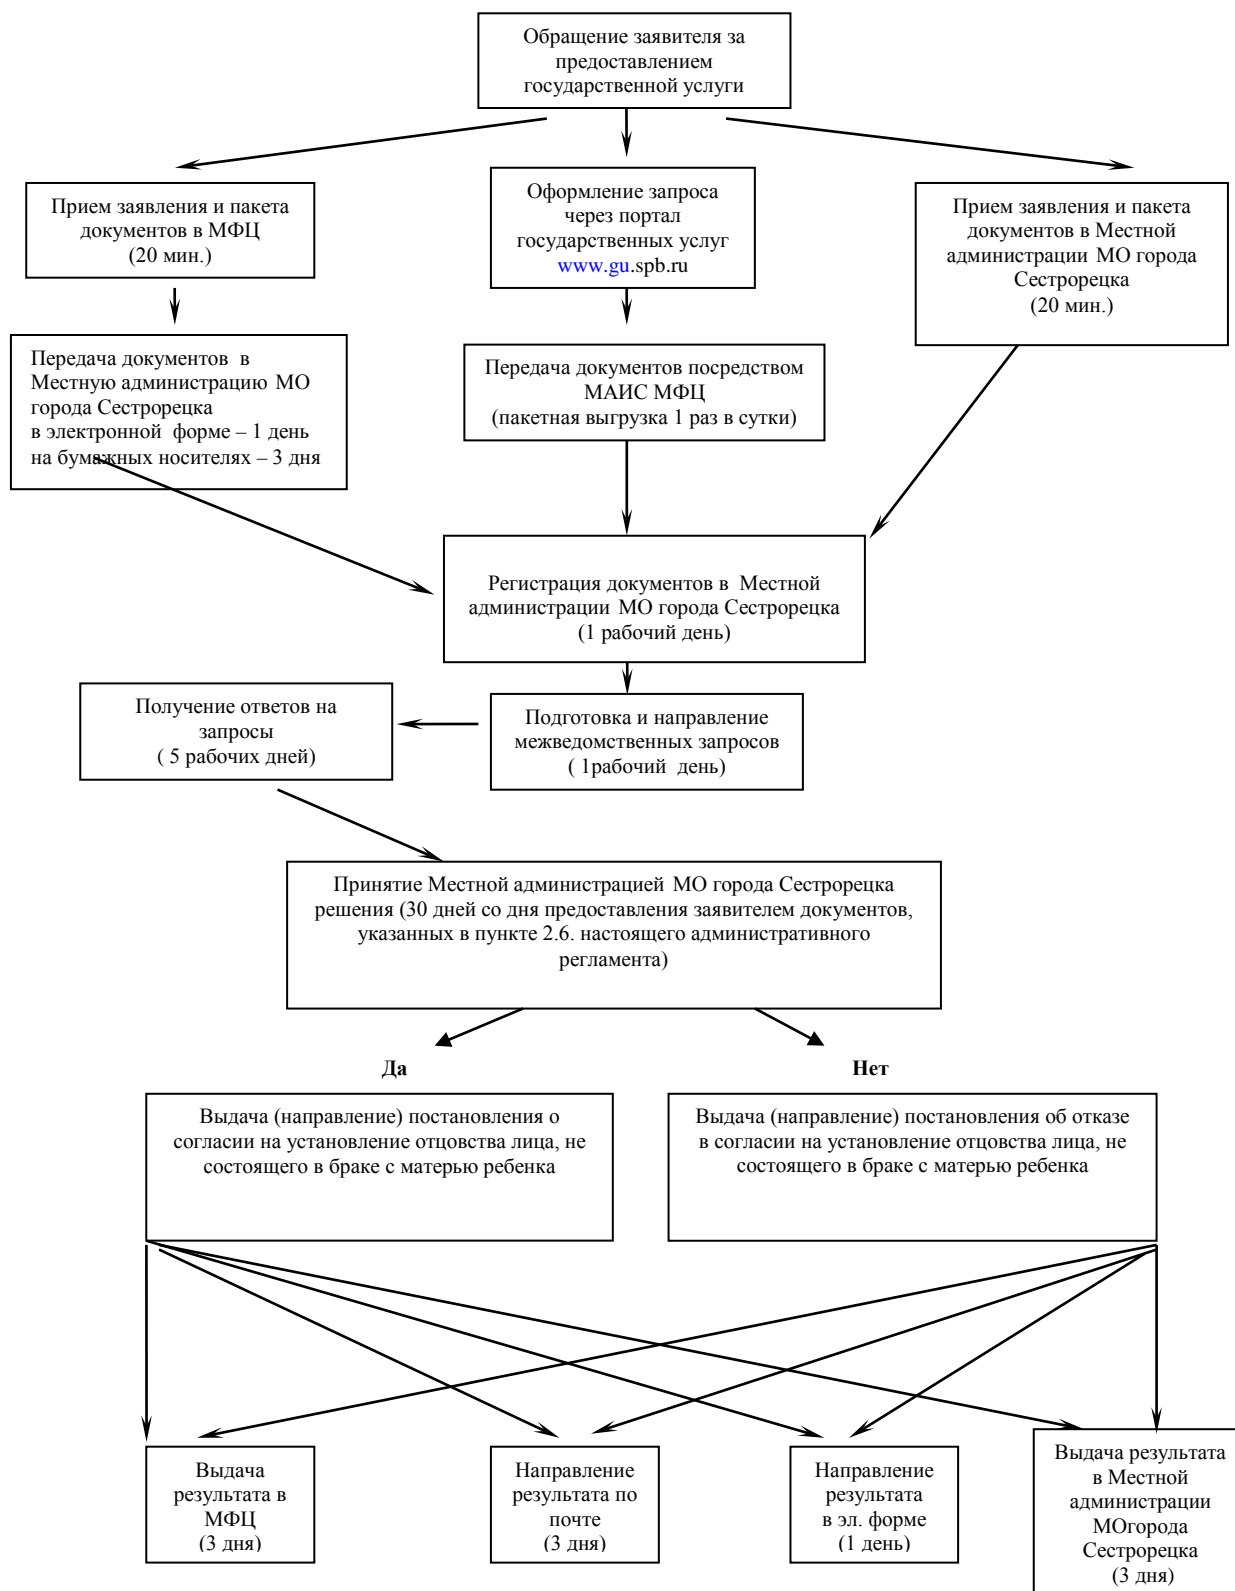 Обращение заявителя за
предоставлением
государственной услуги
Прием заявления и пакета
документов в МФЦ
(20 мин.)
Оформление запроса
через портал
государственных услуг
www.gu.spb.ru
Прием заявления и пакета
документов в Местной
администрации МО города
Сестрорецка
(20 мин.)
Передача документов в
Местную администрацию МО
города Сестрорецка
в электронной форме – 1 день
на бумажных носителях – 3 дня
Передача документов посредством
МАИС МФЦ
(пакетная выгрузка 1 раз в сутки)
Регистрация документов в Местной
администрации МО города Сестрорецка
(1 рабочий день)
Получение ответов на
запросы
( 5 рабочих дней)
Подготовка и направление
межведомственных запросов
( 1рабочий день)
Принятие Местной администрацией МО города Сестрорецка
решения (30 дней со дня предоставления заявителем документов,
указанных в пункте 2.6. настоящего административного
регламента)
Да
Нет
Выдача (направление) постановления о
согласии на установление отцовства лица, не
состоящего в браке с матерью ребенка
Выдача (направление) постановления об отказе
в согласии на установление отцовства лица, не
состоящего в браке с матерью ребенка
Выдача
результата в
МФЦ
(3 дня)
Направление
результата по
почте
(3 дня)
Направление
результата
в эл. форме
(1 день)
Выдача результата
в Местной
администрации
МОгорода
Сестрорецка
(3 дня)